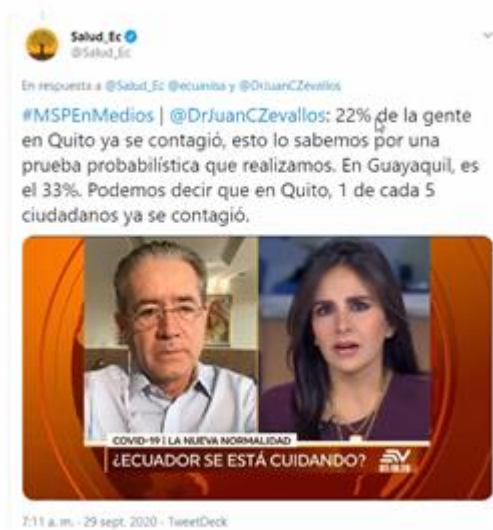 Salud_Ec
@Salud_Ec
En respuesta a @Salud_Ec @ecuavisa y @DrJuanCZevallos
#MSPEnMedios | @DrJuanCZevallos: 22% de la gente
en Quito ya se contagió, esto lo sabemos por una
prueba probabilística que realizamos. En Guayaquil, es
el 33%. Podemos decir que en Quito, 1 de cada 5
ciudadanos ya se contagió.
COVID-19 | LA NUEVA NORMALIDAD
¿ECUADOR SE ESTÁ CUIDANDO?
7:11 a. m. · 29 sept. 2020 · TweetDeck